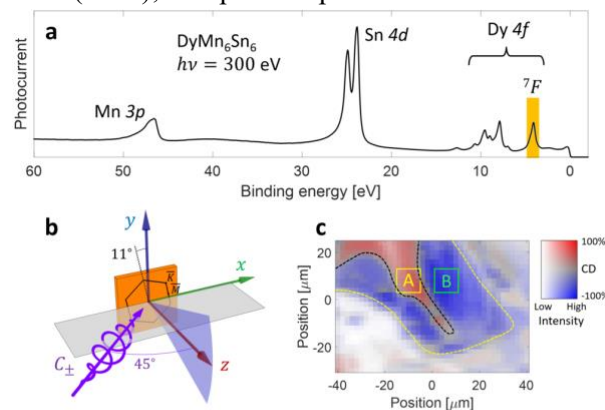 a
DyMn₆Sn₆
hν = 300 eV
Mn 3p
Sn 4d
Dy 4f
⁷F
Photocurrent
60 50 40 30 20 10 0
Binding energy [eV]
b
y
11°
K̅
M̅
x
C±
45°
z
c
A
B
Position [μm]
20
0
-20
-40 -20 0 20 40
Position [μm]
100%
CD
-100%
Low High
Intensity